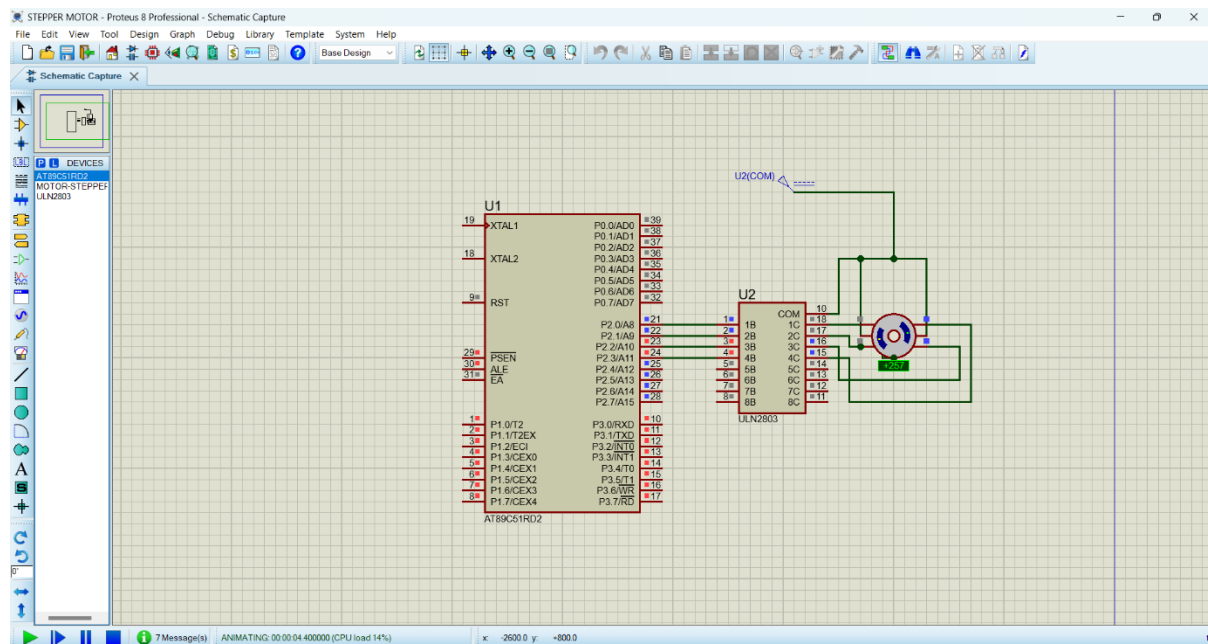 STEPPER MOTOR - Proteus 8 Professional - Schematic Capture
File Edit View Tool Design Graph Debug Library Template System Help
Base Design
Schematic Capture
P L DEVICES
AT89C51RD2
MOTOR-STEPPER
ULN2803
U2(COM)
U1
19 XTAL1
18 XTAL2
9 RST
29 PSEN
30 ALE
31 EA
1 P1.0/T2
2 P1.1/T2EX
3 P1.2/ECI
4 P1.3/CEX0
5 P1.4/CEX1
6 P1.5/CEX2
7 P1.6/CEX3
8 P1.7/CEX4
P0.0/AD0 39
P0.1/AD1 38
P0.2/AD2 37
P0.3/AD3 36
P0.4/AD4 35
P0.5/AD5 34
P0.6/AD6 33
P0.7/AD7 32
P2.0/A8 21
P2.1/A9 22
P2.2/A10 23
P2.3/A11 24
P2.4/A12 25
P2.5/A13 26
P2.6/A14 27
P2.7/A15 28
P3.0/RXD 10
P3.1/TXD 11
P3.2/INT0 12
P3.3/INT1 13
P3.4/T0 14
P3.5/T1 15
P3.6/WR 16
P3.7/RD 17
AT89C51RD2
U2
COM 10
1 1B 1C 18
2 2B 2C 17
3 3B 3C 16
4 4B 4C 15
5 5B 5C 14
6 6B 6C 13
7 7B 7C 12
8 8B 8C 11
ULN2803
+257
0°
7 Message(s) ANIMATING: 00:00:04.400000 (CPU load 14%) x: -2600.0 y: +800.0